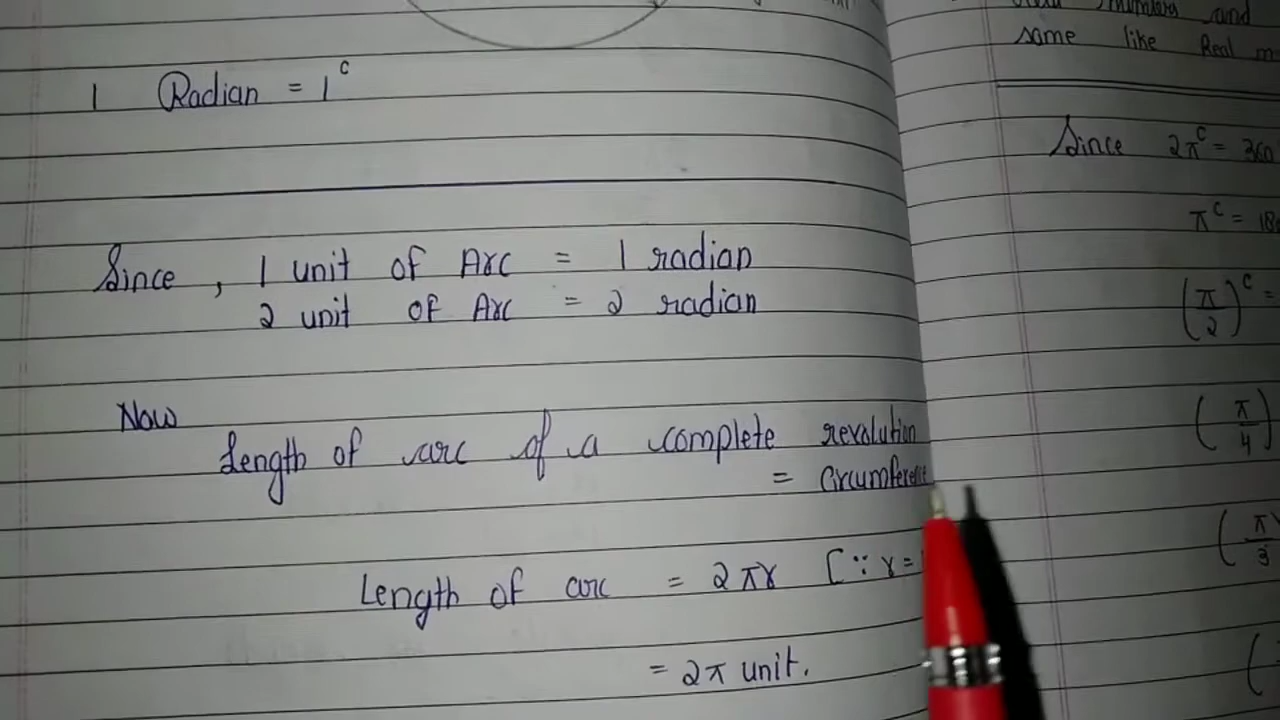 1 Radian = 1^c
Since , 1 unit of Arc = 1 radian
2 unit of Arc = 2 radian
Now
Length of arc of a complete revolution
= Circumference
Length of arc = 2πr [∵ r =
= 2π unit.
and
same like Real
Since 2π^c = 360
π^c = 18
(π/2)^c =
(π/4)
(π/3